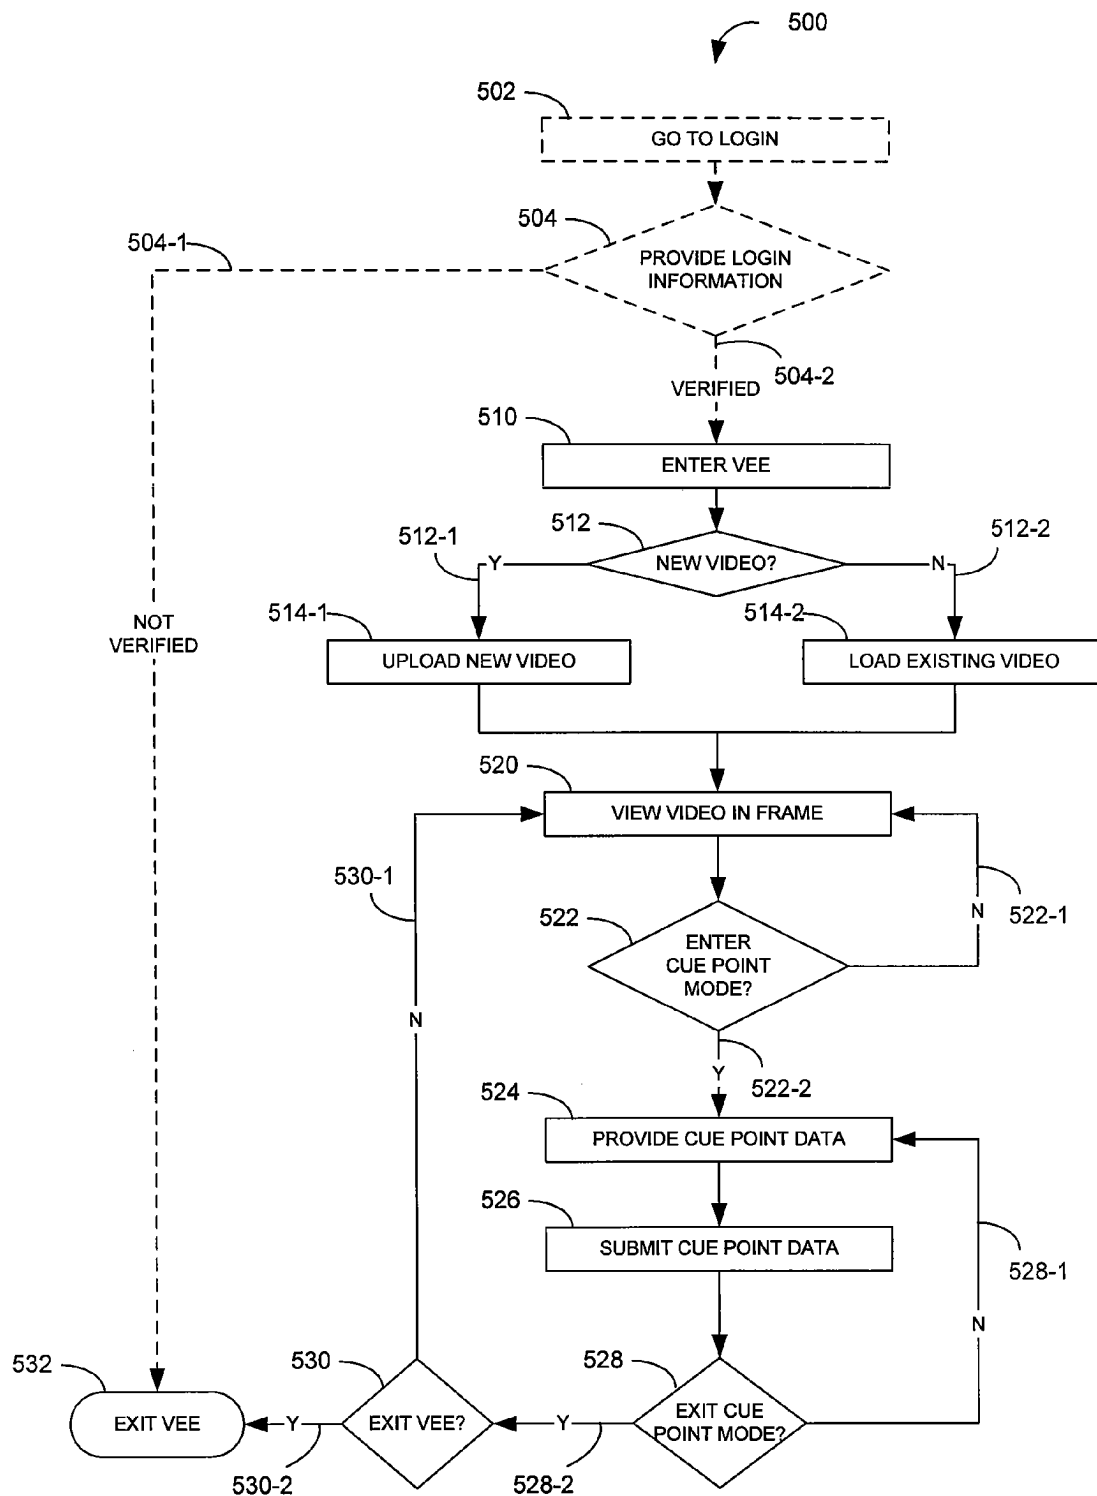 500
502
GO TO LOGIN
504
504-1
PROVIDE LOGIN
INFORMATION
504-2
VERIFIED
510
ENTER VEE
512
512-1
512-2
Y
NEW VIDEO?
N
514-1
514-2
NOT
VERIFIED
UPLOAD NEW VIDEO
LOAD EXISTING VIDEO
520
VIEW VIDEO IN FRAME
530-1
522
N
522-1
ENTER
CUE POINT
MODE?
N
Y
522-2
524
PROVIDE CUE POINT DATA
526
SUBMIT CUE POINT DATA
528-1
N
532
530
528
EXIT VEE
Y
EXIT VEE?
Y
EXIT CUE
POINT MODE?
530-2
528-2